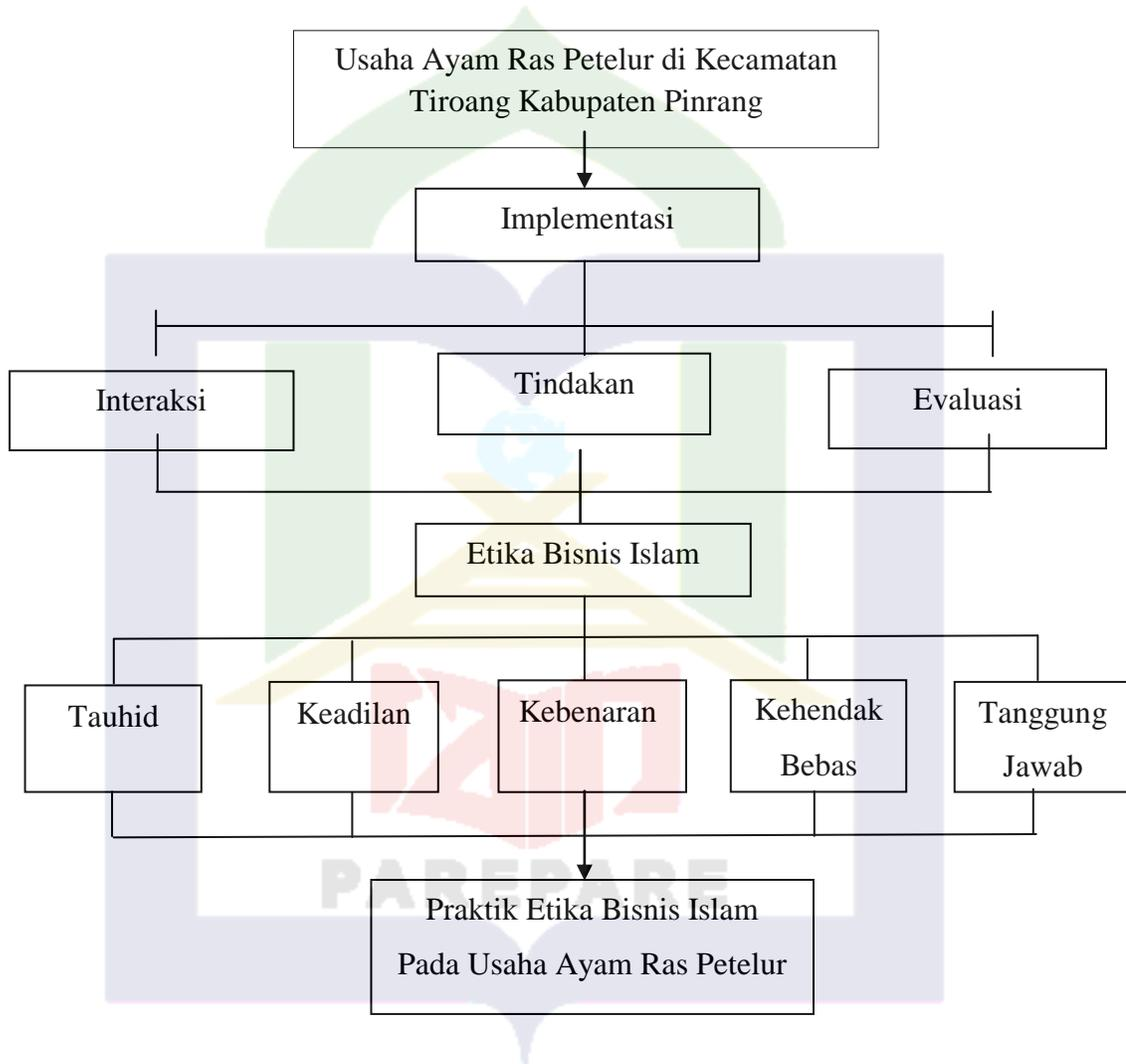 Usaha Ayam Ras Petelur di Kecamatan
Tiroang Kabupaten Pinrang
Implementasi
Interaksi
Tindakan
Evaluasi
Etika Bisnis Islam
Tauhid
Keadilan
Kebenaran
Kehendak
Bebas
Tanggung
Jawab
PAREPARE
Praktik Etika Bisnis Islam
Pada Usaha Ayam Ras Petelur